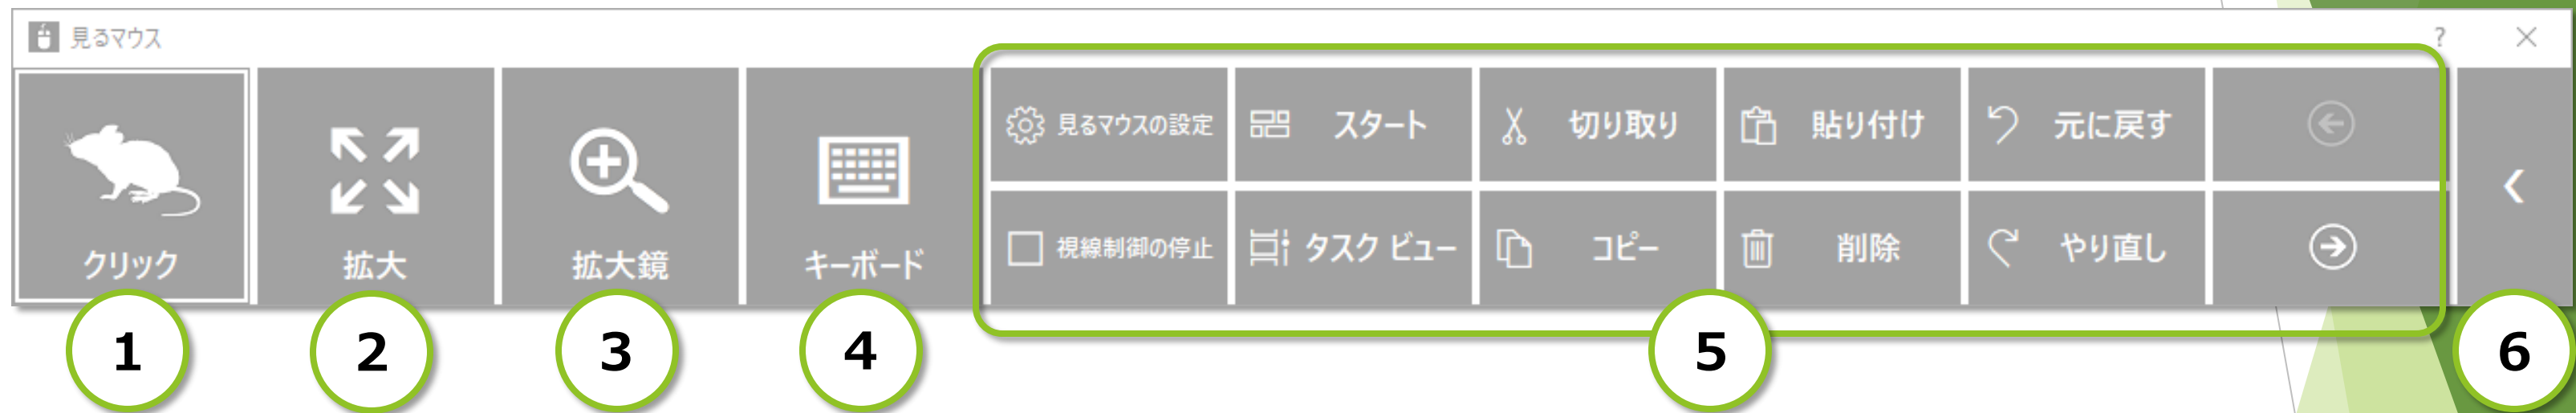 見るマウス
?
クリック
拡大
拡大鏡
キーボード
見るマウスの設定
スタート
切り取り
貼り付け
元に戻す
視線制御の停止
タスク ビュー
コピー
削除
やり直し
1
2
3
4
5
6